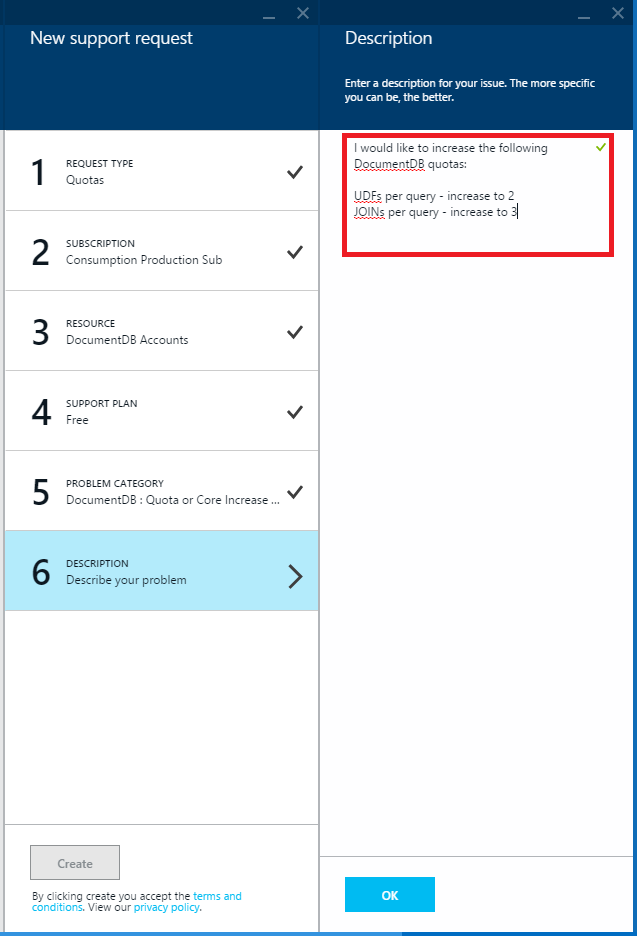 New support request
1
REQUEST TYPE
Quotas
2
SUBSCRIPTION
Consumption Production Sub
3
RESOURCE
DocumentDB Accounts
4
SUPPORT PLAN
Free
5
PROBLEM CATEGORY
DocumentDB : Quota or Core Increase ...
6
DESCRIPTION
Describe your problem
Create
By clicking create you accept the terms and
conditions. View our privacy policy.
Description
Enter a description for your issue. The more specific
you can be, the better.
I would like to increase the following
DocumentDB quotas:
UDFs per query - increase to 2
JOINs per query - increase to 3
OK